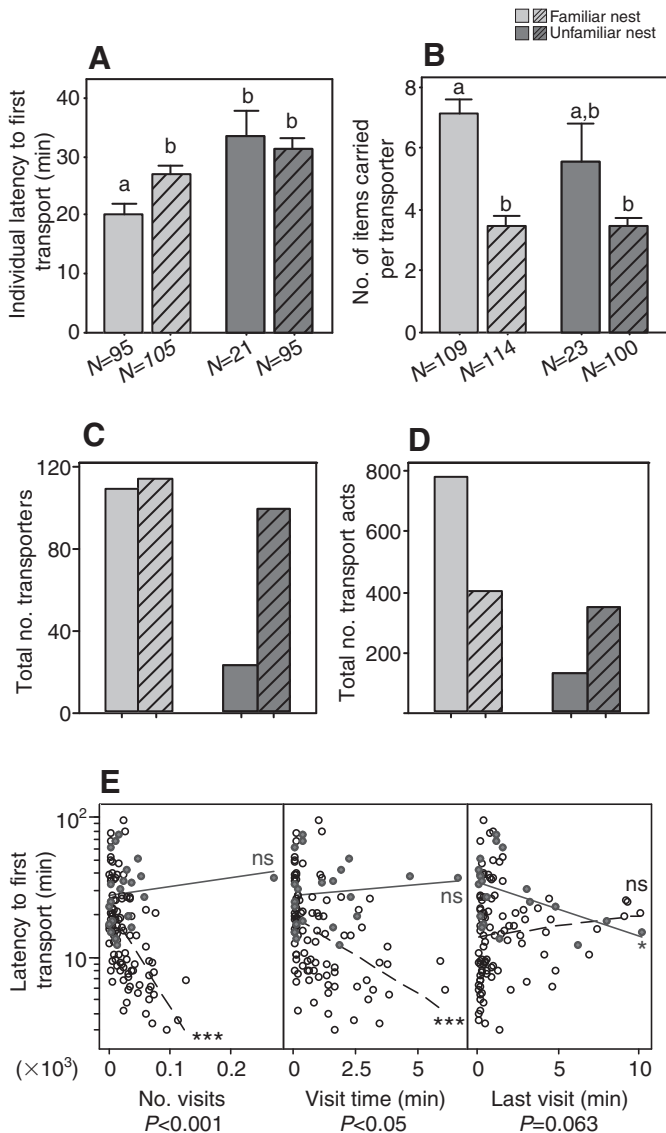 Familiar nest
Unfamiliar nest
A
B
Individual latency to first
transport (min)
40
30
20
10
0
a
b
b
b
N=95
N=105
N=21
N=95
No. of items carried
per transporter
8
6
4
2
0
a
b
a,b
b
N=109
N=114
N=23
N=100
C
D
Total no. transporters
120
80
40
0
Total no. transport acts
800
600
400
200
E
Latency to first
transport (min)
10²
10
ns
***
ns
***
ns
*
(×10³)
0
0.1
0.2
0
2.5
5
0
5
10
No. visits
Visit time (min)
Last visit (min)
P<0.001
P<0.05
P=0.063